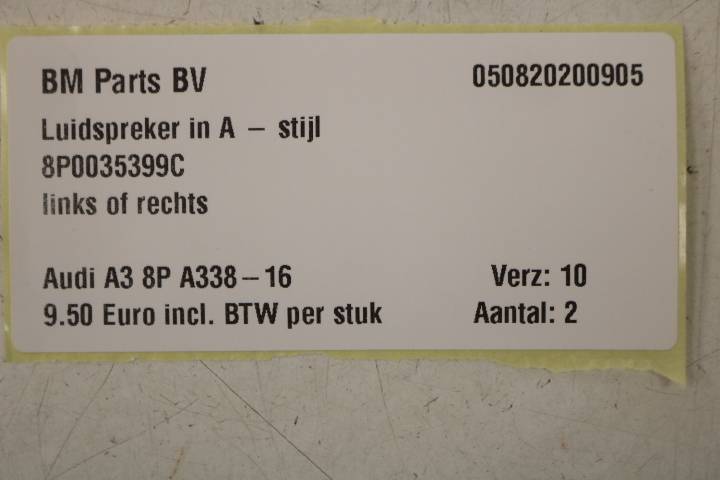 BM Parts BV 050820200905
Luidspreker in A – stijl
8P0035399C
links of rechts
Audi A3 8P A338–16 Verz: 10
9.50 Euro incl. BTW per stuk Aantal: 2